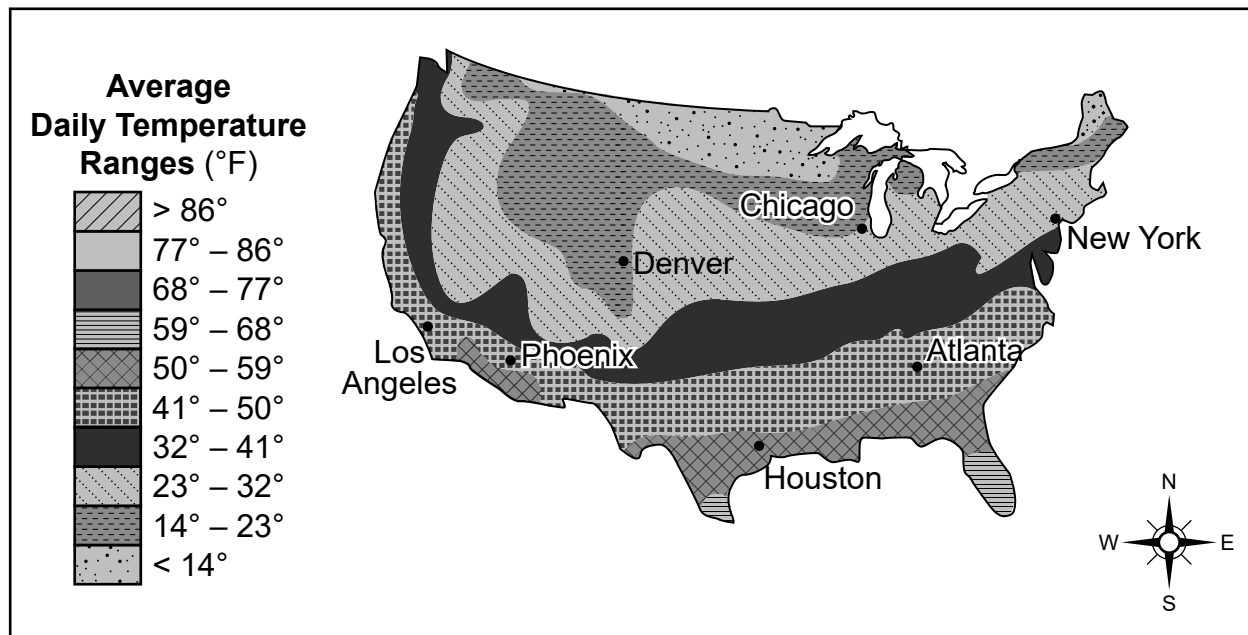 Average
Daily Temperature
Ranges (°F)
> 86°
77° – 86°
68° – 77°
59° – 68°
50° – 59°
41° – 50°
32° – 41°
23° – 32°
14° – 23°
< 14°
Chicago
New York
Denver
Los
Angeles
Phoenix
Atlanta
Houston
N
W
E
S